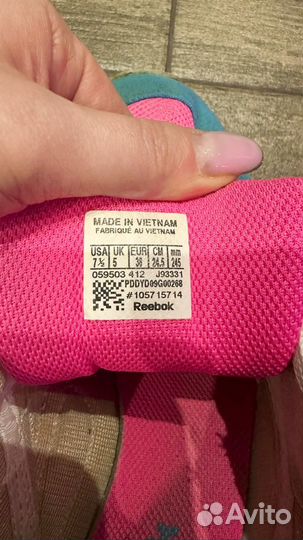 MADE IN VIETNAM
FABRIQUÉ AU VIETNAM
USA UK EUR CM mm
7½ 5 38 24.5 245
059503 412 J93331
PDDYD09G00268
#105715714
Reebok
Avito